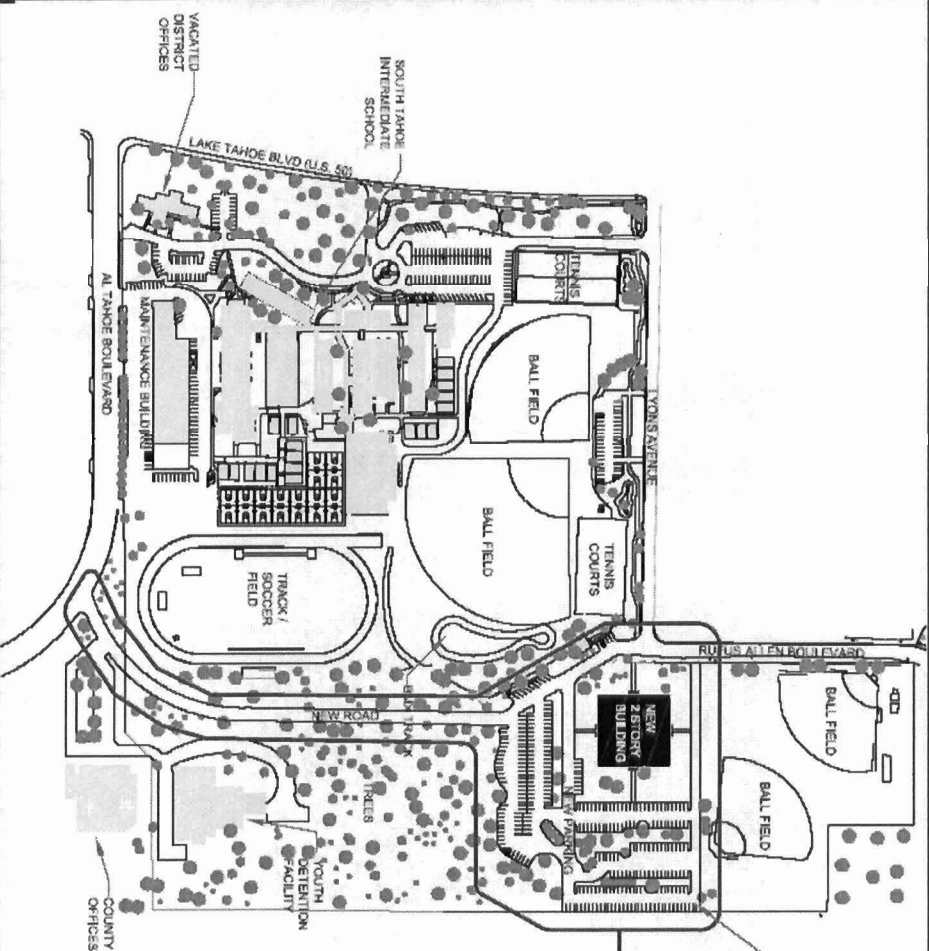 VACATED
DISTRICT
OFFICES
SOUTH TAHOE
INTERMEDIATE
SCHOOL
LAKE TAHOE BLVD (U.S. 50)
TENNIS
COURTS
AL TAHOE BOULEVARD
MAINTENANCE BUILDING
BALL FIELD
LYONS AVENUE
BALL FIELD
TENNIS
COURTS
TRACK /
SOCCER
FIELD
RUFUS ALLEN BOULEVARD
NEW ROAD
TRACK
NEW
2 STORY
BUILDING
BALL FIELD
BALL FIELD
TREES
NEW PARKING
YOUTH
DETENTION
FACILITY
COUNTY
OFFICES